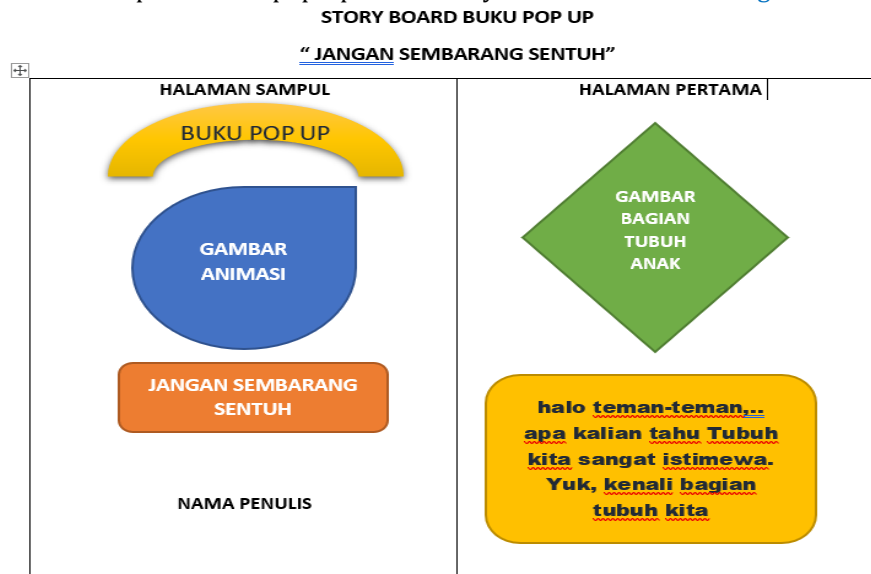 STORY BOARD BUKU POP UP
“ JANGAN SEMBARANG SENTUH”
HALAMAN SAMPUL
BUKU POP UP
GAMBAR
ANIMASI
JANGAN SEMBARANG
SENTUH
NAMA PENULIS
HALAMAN PERTAMA
GAMBAR
BAGIAN
TUBUH
ANAK
halo teman-teman,..
apa kalian tahu Tubuh
kita sangat istimewa.
Yuk, kenali bagian
tubuh kita